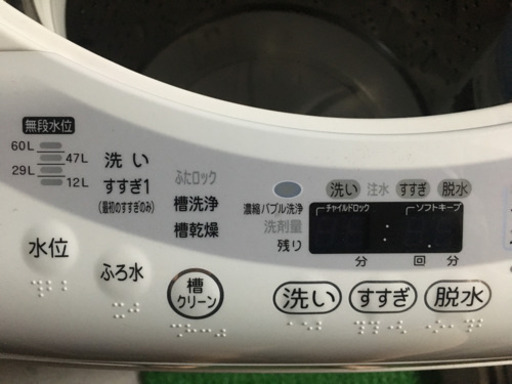 無段水位
60L
47L
29L
12L
洗い
すすぎ1
(最初のすすぎのみ)
水位
ふろ水
ふたロック
槽洗浄
槽乾燥
槽
クリーン
濃縮バブル洗浄
洗剤量
残り
洗い 注水 すすぎ 脱水
チャイルドロック ソフトキープ
分 回 分
洗い すすぎ 脱水